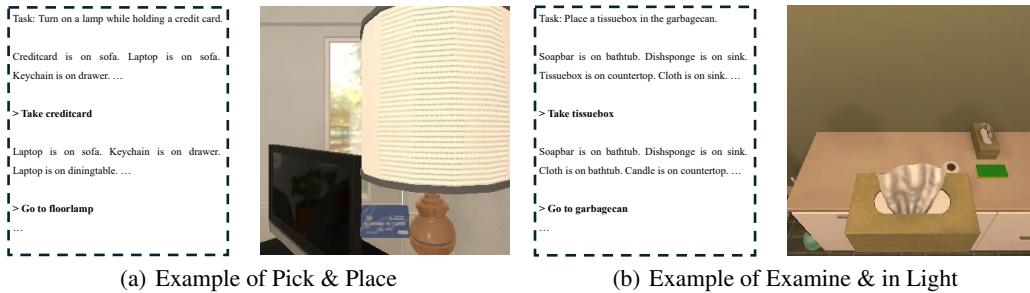 Task: Turn on a lamp while holding a credit card.
Creditcard is on sofa. Laptop is on sofa.
Keychain is on drawer. …
> Take creditcard
Laptop is on sofa. Keychain is on drawer.
Laptop is on diningtable. …
> Go to floorlamp
…
(a) Example of Pick & Place
Task: Place a tissuebox in the garbagecan.
Soapbar is on bathtub. Dishsponge is on sink.
Tissuebox is on countertop. Cloth is on sink. …
> Take tissuebox
Soapbar is on bathtub. Dishsponge is on sink.
Cloth is on bathtub. Candle is on countertop. …
> Go to garbagecan
…
(b) Example of Examine & in Light